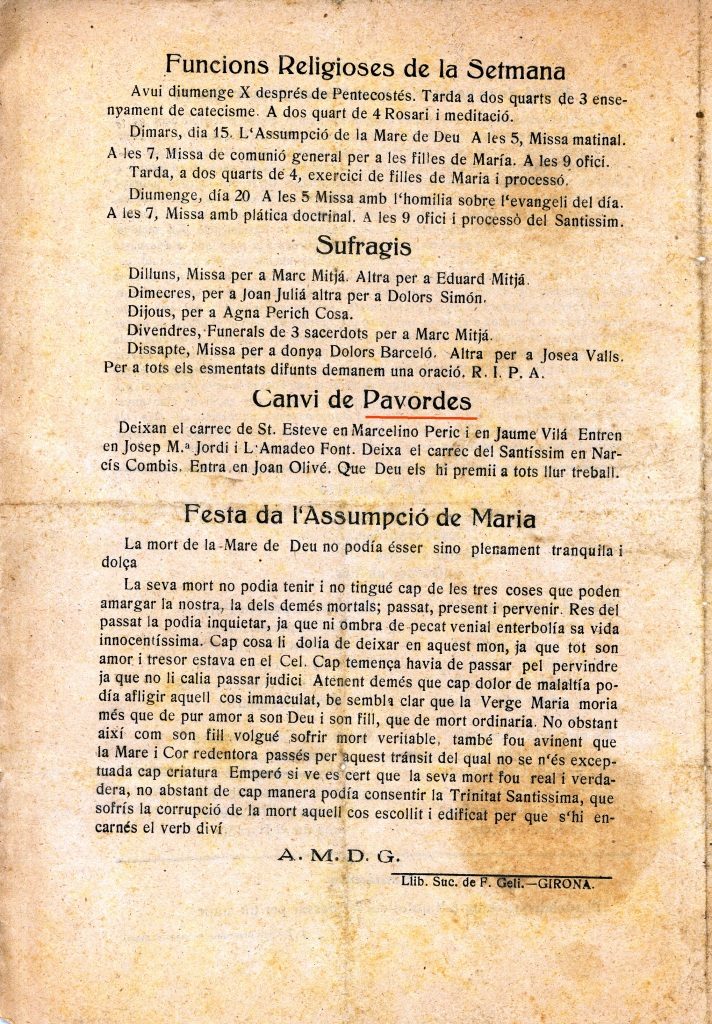 Funcions Religioses de la Setmana
Avui diumenge X després de Pentecostés. Tarda a dos quarts de 3 ense-
nyament de catecisme. A dos quart de 4 Rosari i meditació.
Dimars, dia 15. L'Assumpció de la Mare de Deu A les 5, Missa matinal.
A les 7, Missa de comunió general per a les filles de María. A les 9 ofici.
Tarda, a dos quarts de 4, exercici de filles de Maria i processó.
Diumenge, día 20 A les 5 Missa amb l'homilia sobre l'evangeli del día.
A les 7, Missa amb plática doctrinal. A les 9 ofici i processó del Santissim.
Sufragis
Dilluns, Missa per a Marc Mitjá. Altra per a Eduard Mitjá.
Dimecres, per a Joan Juliá altra per a Dolors Simón.
Dijous, per a Agna Perich Cosa.
Divendres, Funerals de 3 sacerdots per a Marc Mitjá.
Dissapte, Missa per a donya Dolors Barceló. Altra per a Josea Valls.
Per a tots els esmentats difunts demanem una oració. R. I. P. A.
Canvi de Pavordes
Deixan el carrec de St. Esteve en Marcelino Peric i en Jaume Vilá Entren
en Josep M.ª Jordi i L'Amadeo Font. Deixa el carrec del Santíssim en Nar-
cís Combis. Entra en Joan Olivé. Que Deu els hi premii a tots llur treball.
Festa da l'Assumpció de Maria
La mort de la Mare de Deu no podía ésser sino plenament tranquila i
dolça
La seva mort no podia tenir i no tingué cap de les tres coses que poden
amargar la nostra, la dels demés mortals; passat, present i pervenir. Res del
passat la podia inquietar, ja que ni ombra de pecat venial enterbolía sa vida
innocentíssima. Cap cosa li dolia de deixar en aquest mon, ja que tot son
amor i tresor estava en el Cel. Cap temença havia de passar pel pervindre
ja que no li calia passar judici Atenent demés que cap dolor de malaltía po-
día afligir aquell cos immaculat, be sembla clar que la Verge Maria moria
més que de pur amor a son Deu i son fill, que de mort ordinaria. No obstant
així com son fill volgué sofrir mort veritable, també fou avinent que
la Mare i Cor redentora passés per aquest tránsit del qual no se n'és excep-
tuada cap criatura Emperó si ve es cert que la seva mort fou real i verda-
dera, no abstant de cap manera podía consentir la Trinitat Santissima, que
sofrís la corrupció de la mort aquell cos escollit i edificat per que s'hi en-
carnés el verb diví
A. M. D. G.
Llib. Suc. de F. Geli.—GIRONA.